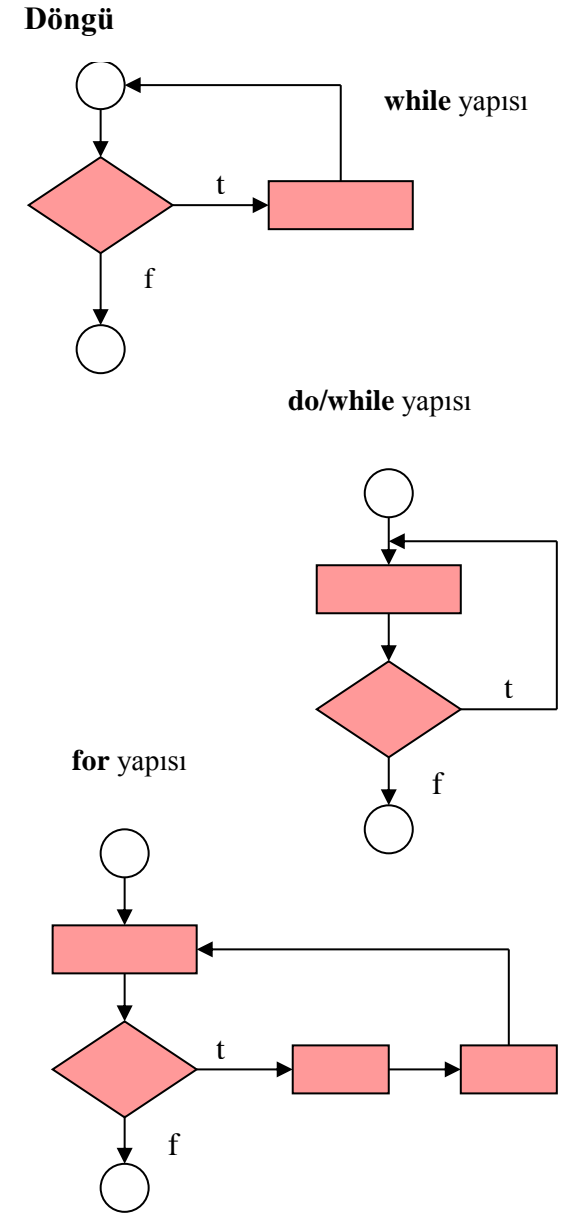 Döngü
while yapısı
t
f
do/while yapısı
t
f
for yapısı
t
f